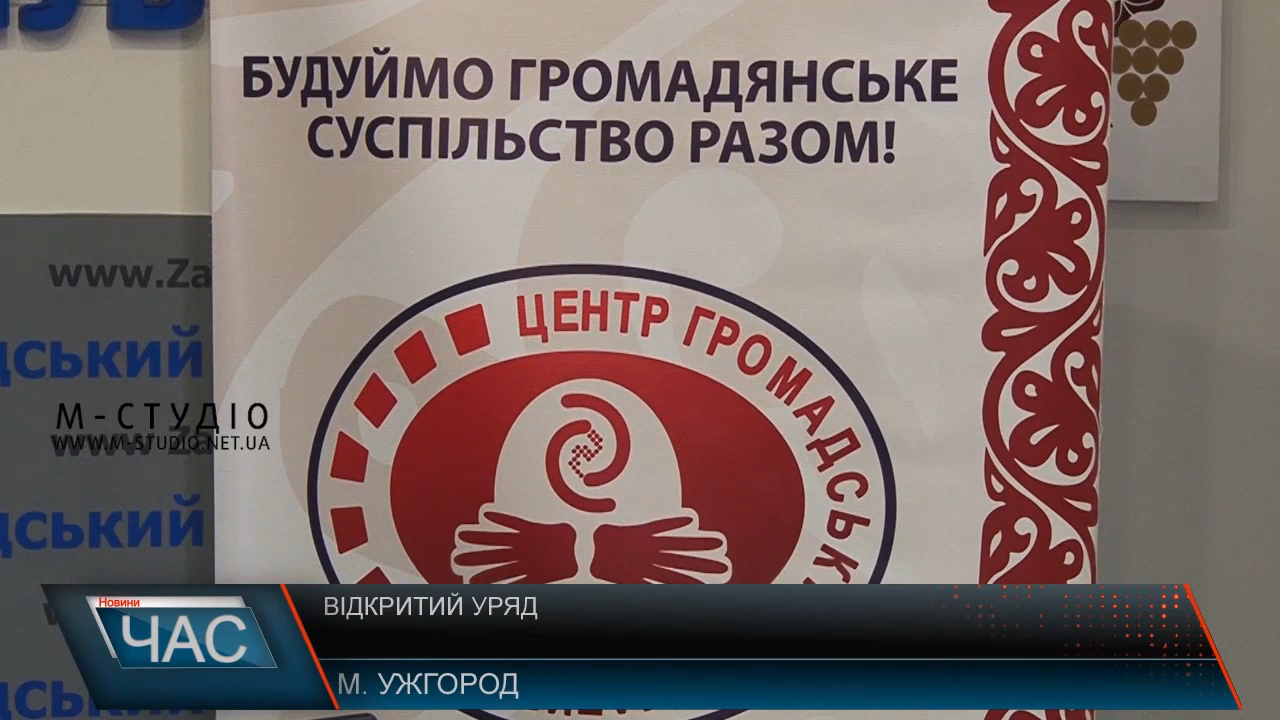 БУДУЙМО ГРОМАДЯНСЬКЕ
СУСПІЛЬСТВО РАЗОМ!
www.Za
ЦЕНТР ГРОМАДСЬК
дський
М-СТУДІО
WWW.M-STUDIO.NET.UA
дський
Новини
ЧАС
ВІДКРИТИЙ УРЯД
М. УЖГОРОД